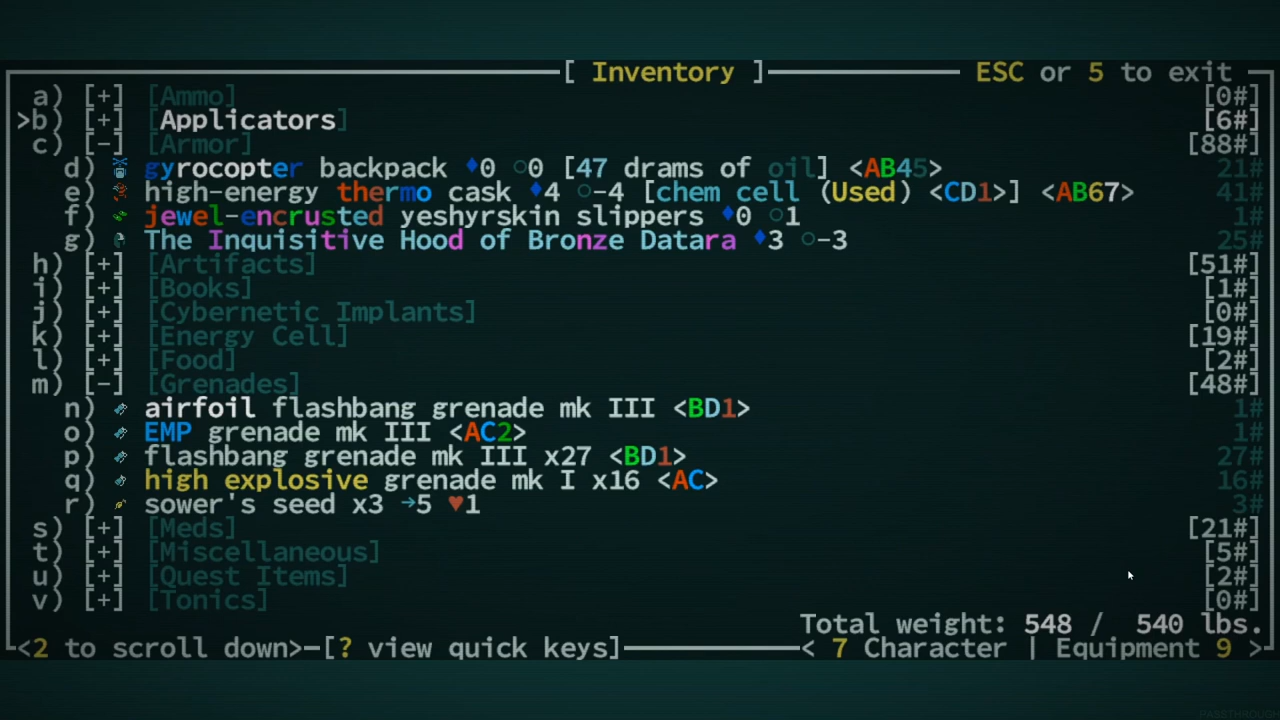 [ Inventory ] ESC or 5 to exit
a) [+] [Ammo] [0#]
>b) [+] [Applicators] [6#]
c) [-] [Armor] [88#]
d) gyrocopter backpack ♦0 ○0 [47 drams of oil] <AB45> 21#
e) high-energy thermo cask ♦4 ○-4 [chem cell (Used) <CD1>] <AB67> 41#
f) jewel-encrusted yeshyrskin slippers ♦0 ○1 1#
g) The Inquisitive Hood of Bronze Datara ♦3 ○-3 25#
h) [+] [Artifacts] [51#]
i) [+] [Books] [1#]
j) [+] [Cybernetic Implants] [0#]
k) [+] [Energy Cell] [19#]
l) [+] [Food] [2#]
m) [-] [Grenades] [48#]
n) airfoil flashbang grenade mk III <BD1> 1#
o) EMP grenade mk III <AC2> 1#
p) flashbang grenade mk III x27 <BD1> 27#
q) high explosive grenade mk I x16 <AC> 16#
r) sower's seed x3 →5 ♥1 3#
s) [+] [Meds] [21#]
t) [+] [Miscellaneous] [5#]
u) [+] [Quest Items] [2#]
v) [+] [Tonics] [0#]
Total weight: 548 / 540 lbs.
<2 to scroll down> [? view quick keys] < 7 Character | Equipment 9 >